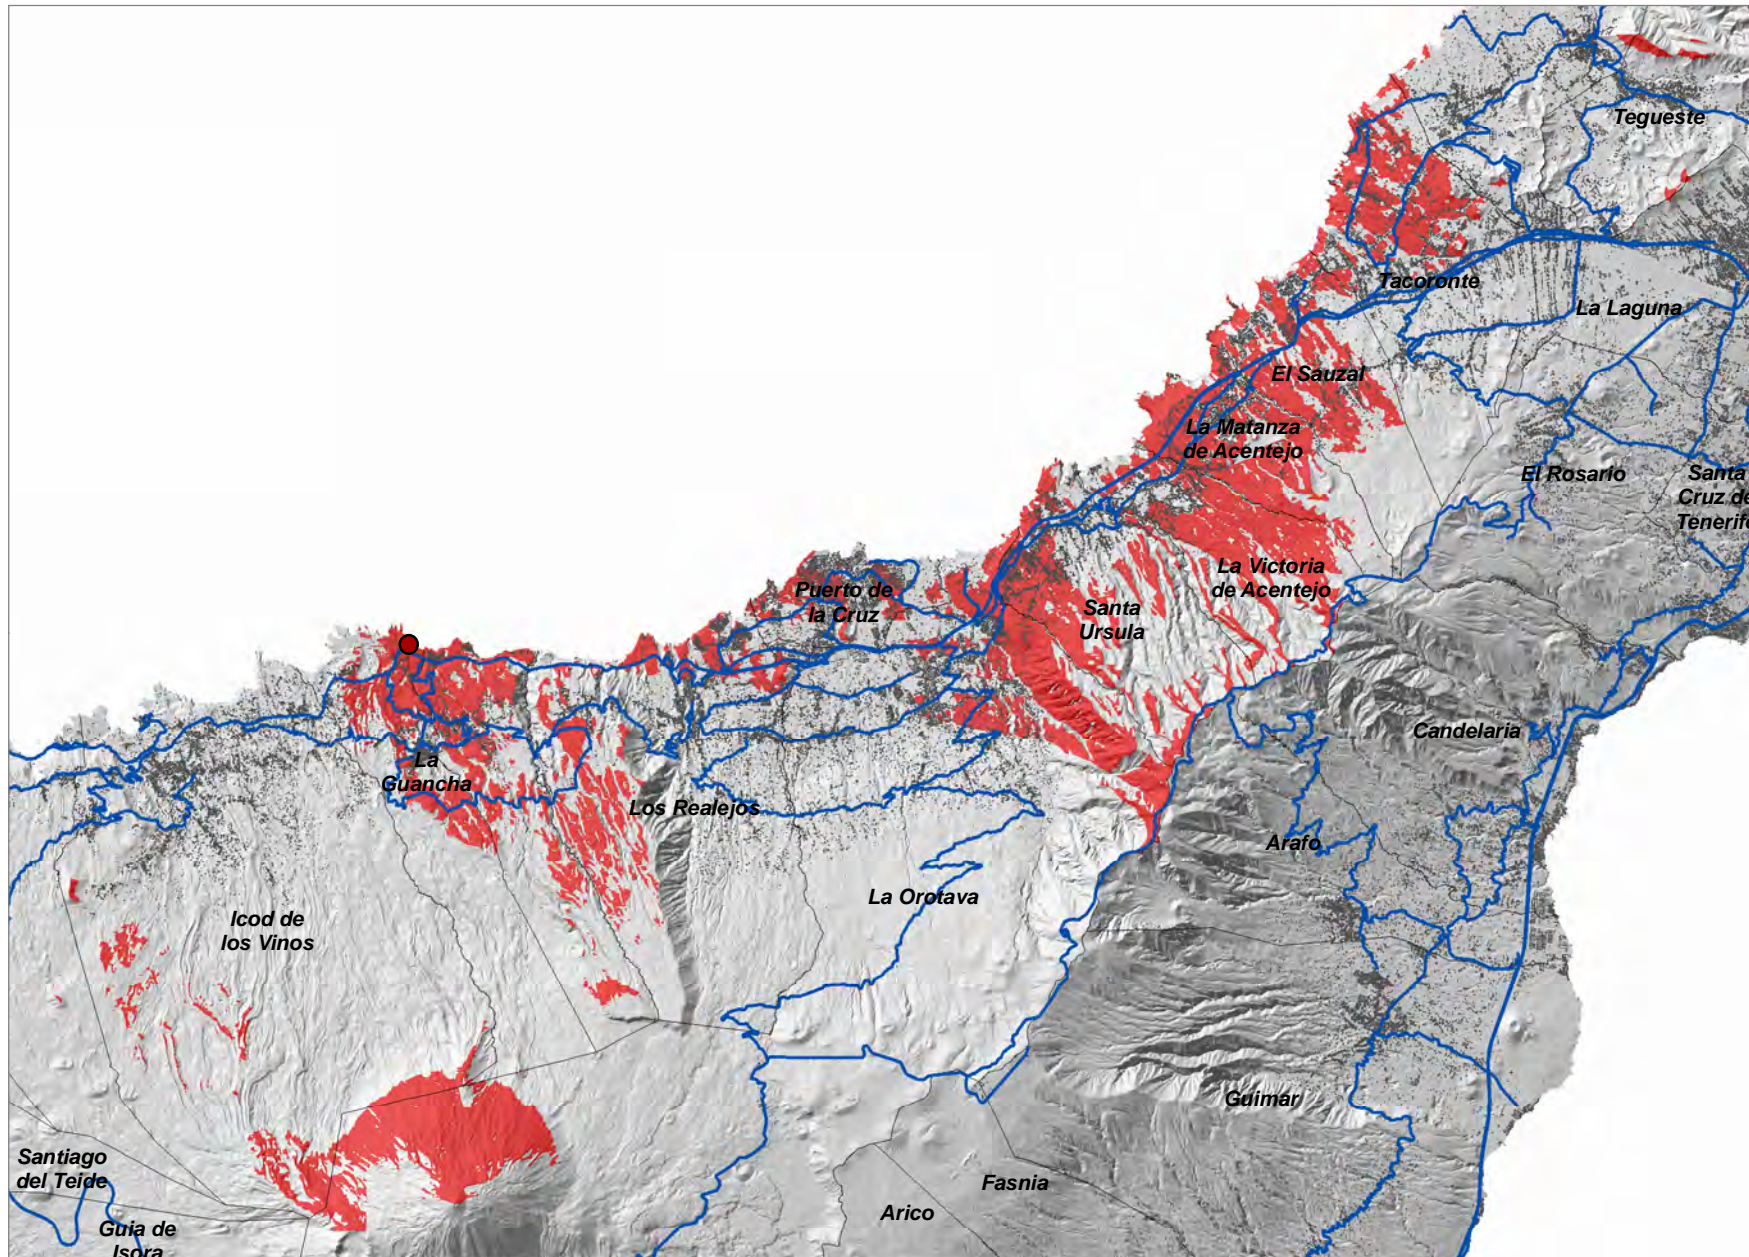 Tegueste
Tacoronte
La Laguna
El Sauzal
La Matanza
de Acentejo
El Rosario
Santa
Cruz de
Tenerife
La Victoria
de Acentejo
Puerto de
la Cruz
Santa
Ursula
Candelaria
La
Guancha
Los Realejos
Arafo
La Orotava
Icod de
los Vinos
Guimar
Santiago
del Teide
Fasnia
Arico
Guia de
Isora